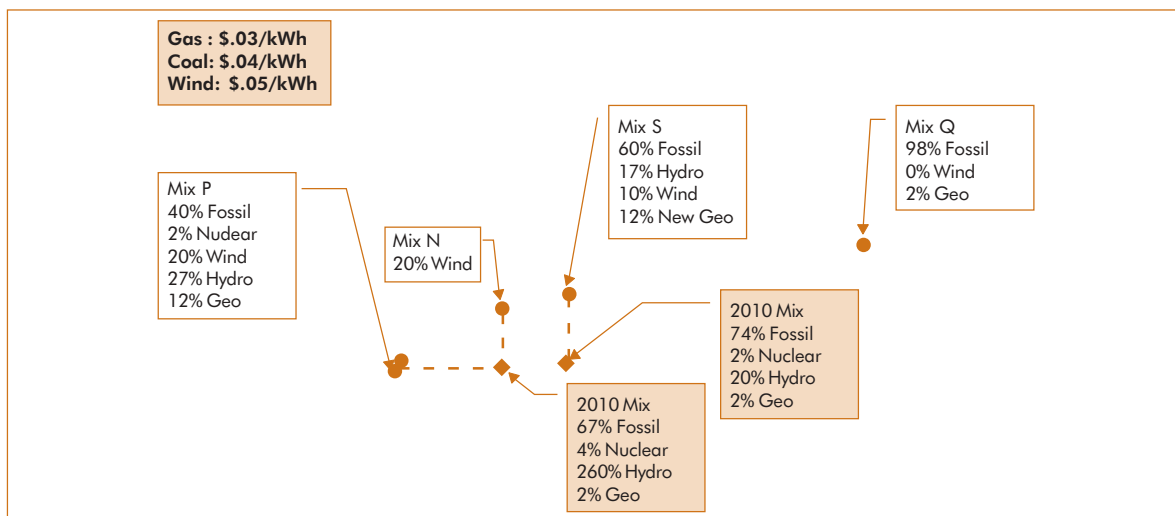 Gas : $.03/kWh
Coal: $.04/kWh
Wind: $.05/kWh
Mix S
60% Fossil
17% Hydro
10% Wind
12% New Geo
Mix Q
98% Fossil
0% Wind
2% Geo
Mix P
40% Fossil
2% Nudear
20% Wind
27% Hydro
12% Geo
Mix N
20% Wind
2010 Mix
74% Fossil
2% Nuclear
20% Hydro
2% Geo
2010 Mix
67% Fossil
4% Nuclear
260% Hydro
2% Geo